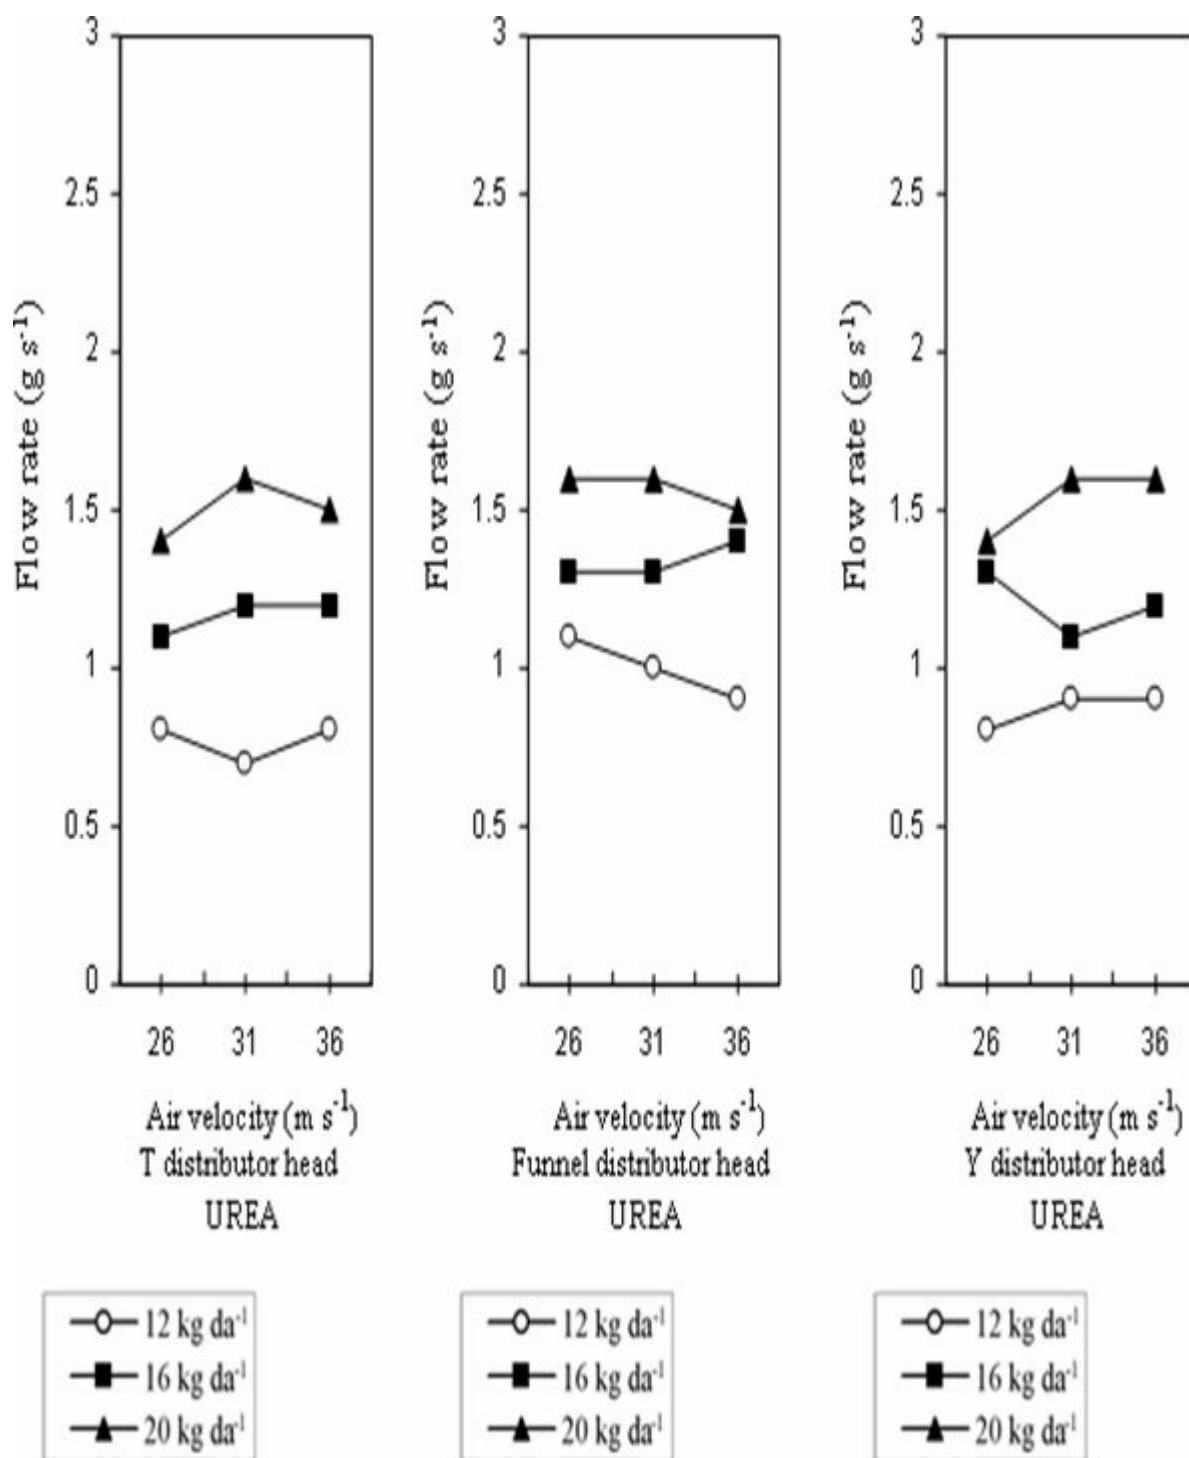 3
2.5
2
1.5
1
0.5
0
Flow rate (g s⁻¹)
26 31 36
Air velocity (m s⁻¹)
T distributor head
UREA
12 kg da⁻¹
16 kg da⁻¹
20 kg da⁻¹
3
2.5
2
1.5
1
0.5
0
Flow rate (g s⁻¹)
26 31 36
Air velocity (m s⁻¹)
Funnel distributor head
UREA
12 kg da⁻¹
16 kg da⁻¹
20 kg da⁻¹
3
2.5
2
1.5
1
0.5
0
Flow rate (g s⁻¹)
26 31 36
Air velocity (m s⁻¹)
Y distributor head
UREA
12 kg da⁻¹
16 kg da⁻¹
20 kg da⁻¹